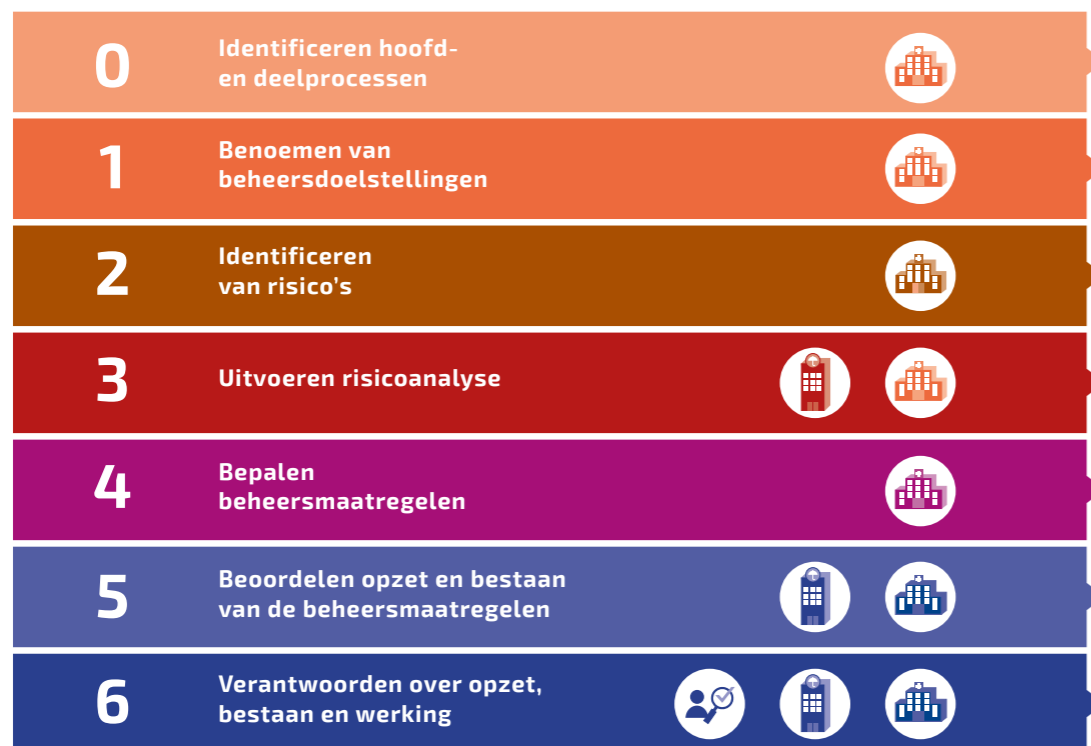 0
Identificeren hoofd-
en deelprocessen
1
Benoemen van
beheersdoelstellingen
2
Identificeren
van risico’s
3
Uitvoeren risicoanalyse
4
Bepalen
beheersmaatregelen
5
Beoordelen opzet en bestaan
van de beheersmaatregelen
6
Verantwoorden over opzet,
bestaan en werking